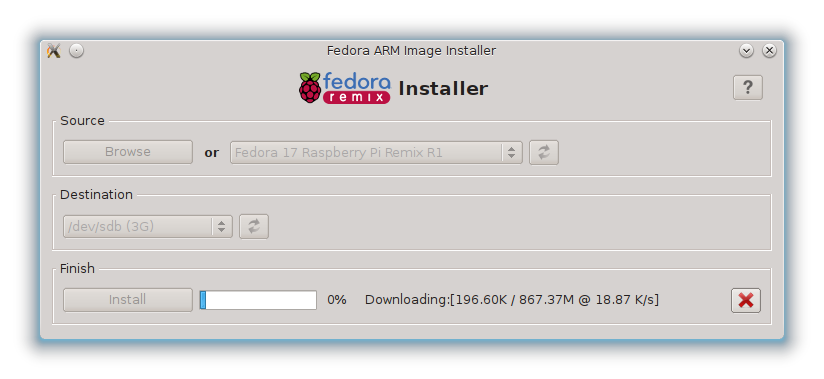 Fedora ARM Image Installer
fedora remix Installer
?
Source
Browse or Fedora 17 Raspberry Pi Remix R1
Destination
/dev/sdb (3G)
Finish
Install 0% Downloading:[196.60K / 867.37M @ 18.87 K/s]